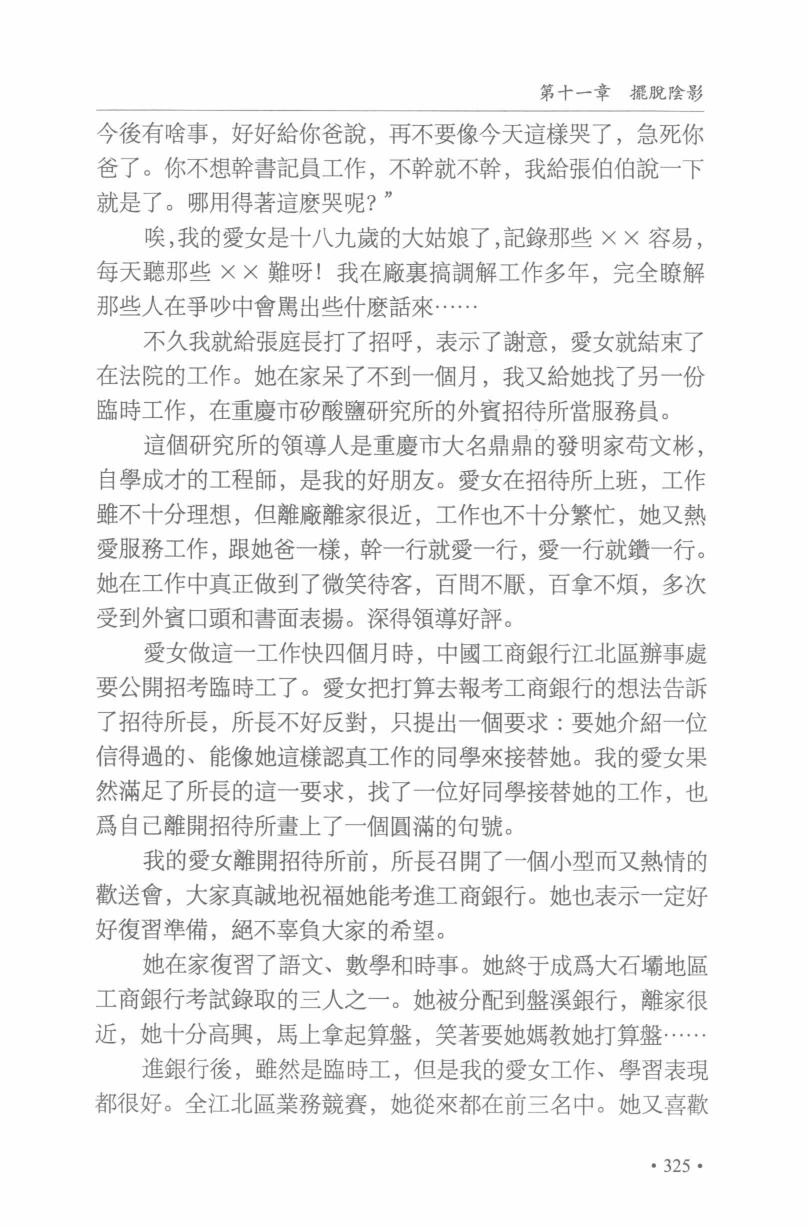 第十一章　擺脫陰影
今後有啥事，好好給你爸說，再不要像今天這樣哭了，急死你
爸了。你不想幹書記員工作，不幹就不幹，我給張伯伯說一下
就是了。哪用得著這麽哭呢？”
唉，我的愛女是十八九歲的大姑娘了，記錄那些 ×× 容易，
每天聽那些 ×× 難呀！我在廠裏搞調解工作多年，完全瞭解
那些人在爭吵中會罵出些什麽話來……
不久我就給張庭長打了招呼，表示了謝意，愛女就結束了
在法院的工作。她在家呆了不到一個月，我又給她找了另一份
臨時工作，在重慶市矽酸鹽研究所的外賓招待所當服務員。
這個研究所的領導人是重慶市大名鼎鼎的發明家苟文彬，
自學成才的工程師，是我的好朋友。愛女在招待所上班，工作
雖不十分理想，但離廠離家很近，工作也不十分繁忙，她又熱
愛服務工作，跟她爸一樣，幹一行就愛一行，愛一行就鑽一行。
她在工作中真正做到了微笑待客，百問不厭，百拿不煩，多次
受到外賓口頭和書面表揚。深得領導好評。
愛女做這一工作快四個月時，中國工商銀行江北區辦事處
要公開招考臨時工了。愛女把打算去報考工商銀行的想法告訴
了招待所長，所長不好反對，只提出一個要求：要她介紹一位
信得過的、能像她這樣認真工作的同學來接替她。我的愛女果
然滿足了所長的這一要求，找了一位好同學接替她的工作，也
爲自己離開招待所畫上了一個圓滿的句號。
我的愛女離開招待所前，所長召開了一個小型而又熱情的
歡送會，大家真誠地祝福她能考進工商銀行。她也表示一定好
好復習準備，絕不辜負大家的希望。
她在家復習了語文、數學和時事。她終于成爲大石壩地區
工商銀行考試錄取的三人之一。她被分配到盤溪銀行，離家很
近，她十分高興，馬上拿起算盤，笑著要她媽教她打算盤……
進銀行後，雖然是臨時工，但是我的愛女工作、學習表現
都很好。全江北區業務競賽，她從來都在前三名中。她又喜歡
• 325 •